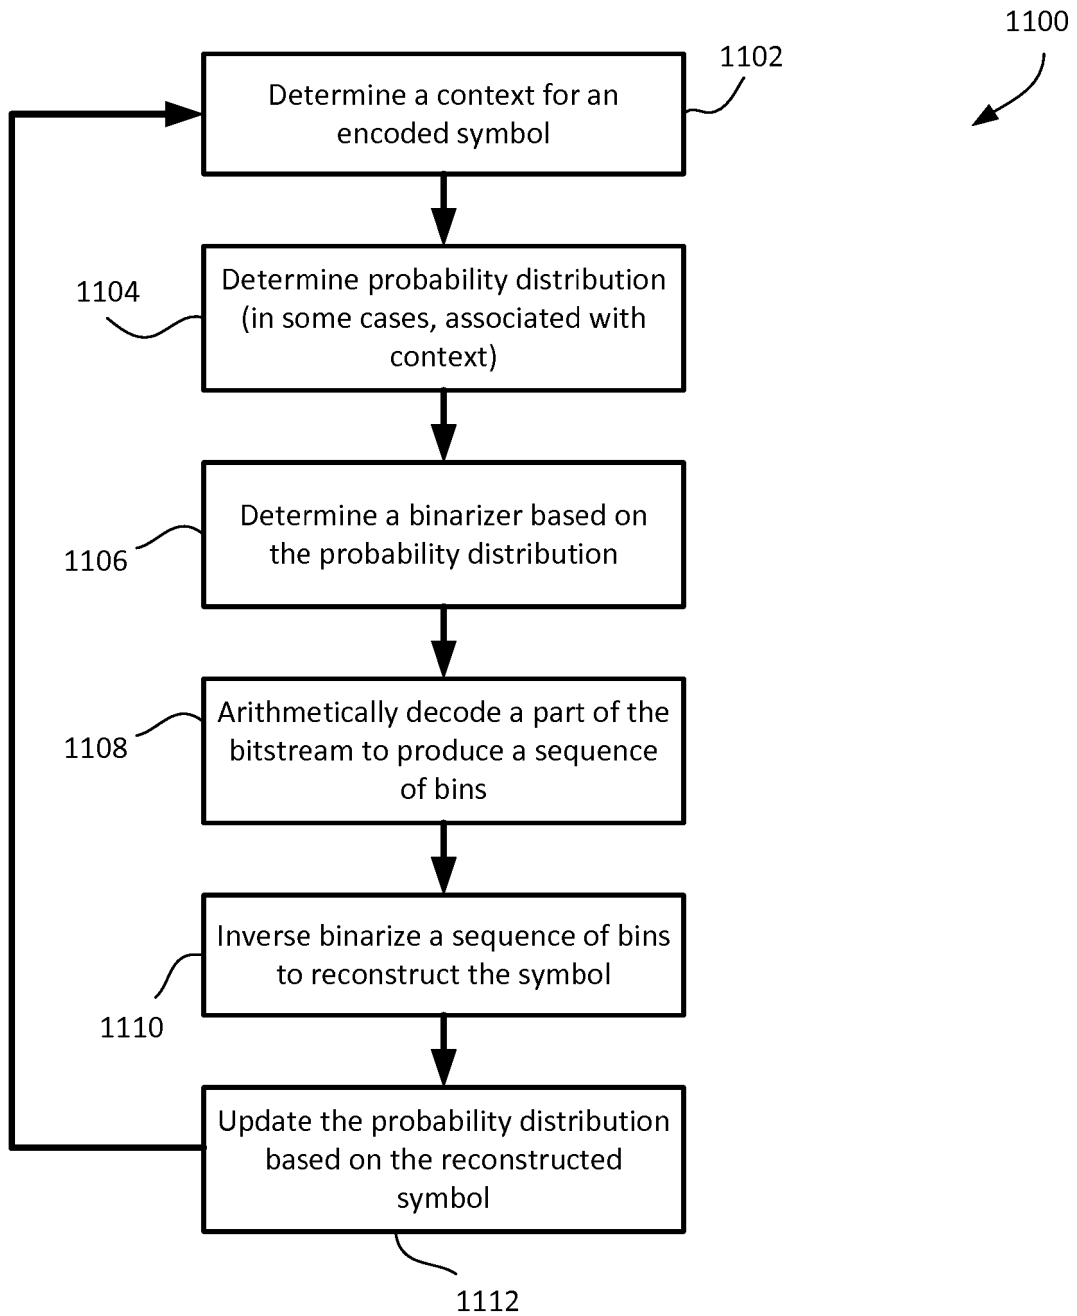 1100
1102
Determine a context for an
encoded symbol
1104
Determine probability distribution
(in some cases, associated with
context)
1106
Determine a binarizer based on
the probability distribution
1108
Arithmetically decode a part of the
bitstream to produce a sequence
of bins
Inverse binarize a sequence of bins
to reconstruct the symbol
1110
Update the probability distribution
based on the reconstructed
symbol
1112